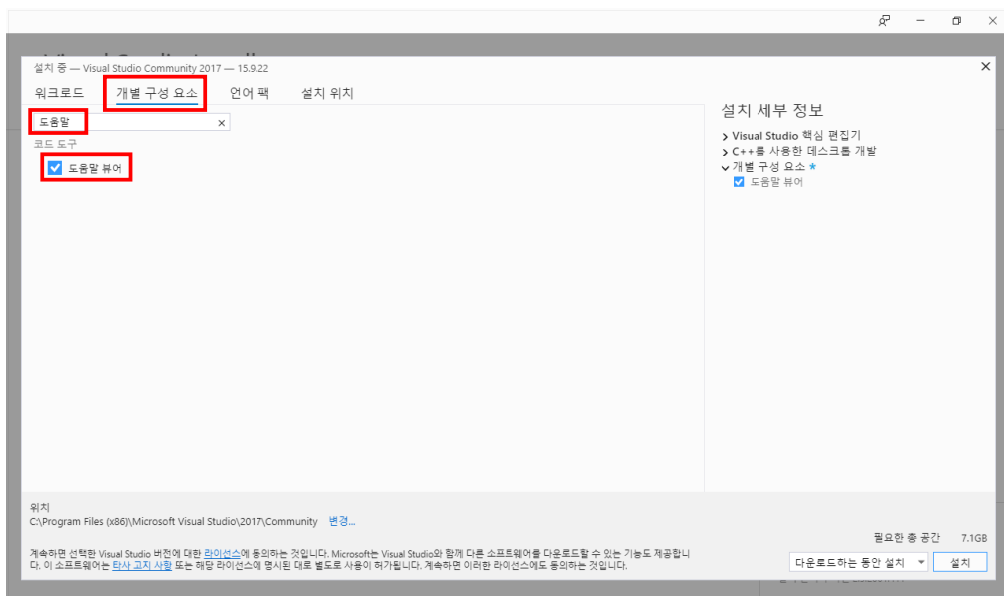 설치 중 — Visual Studio Community 2017 — 15.9.22
워크로드 개별 구성 요소 언어 팩 설치 위치
도움말
코드 도구
도움말 뷰어
설치 세부 정보
Visual Studio 핵심 편집기
C++를 사용한 데스크톱 개발
개별 구성 요소 *
도움말 뷰어
위치
C:\Program Files (x86)\Microsoft Visual Studio\2017\Community 변경...
필요한 총 공간 7.1GB
계속하면 선택한 Visual Studio 버전에 대한 라이선스에 동의하는 것입니다. Microsoft는 Visual Studio와 함께 다른 소프트웨어를 다운로드할 수 있는 기능도 제공합니
다. 이 소프트웨어는 타사 고지 사항 또는 해당 라이선스에 명시된 대로 별도로 사용이 허가됩니다. 계속하면 이러한 라이선스에도 동의하는 것입니다.
다운로드하는 동안 설치 설치